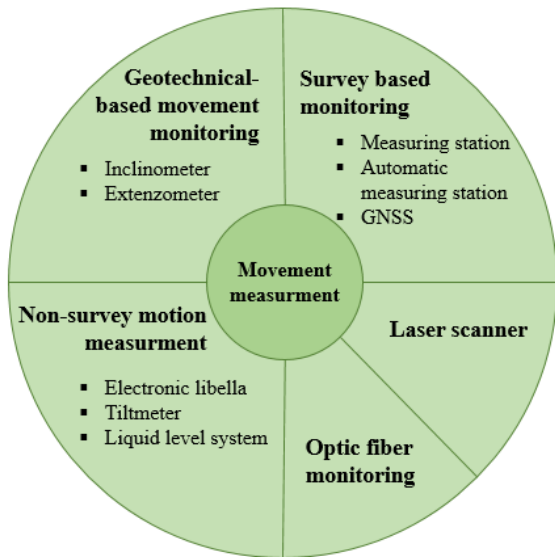 Geotechnical-
based movement
monitoring
▪ Inclinometer
▪ Extenzometer
Survey based
monitoring
▪ Measuring station
▪ Automatic
measuring station
▪ GNSS
Movement
measurment
Non-survey motion
measurment
▪ Electronic libella
▪ Tiltmeter
▪ Liquid level system
Laser scanner
Optic fiber
monitoring